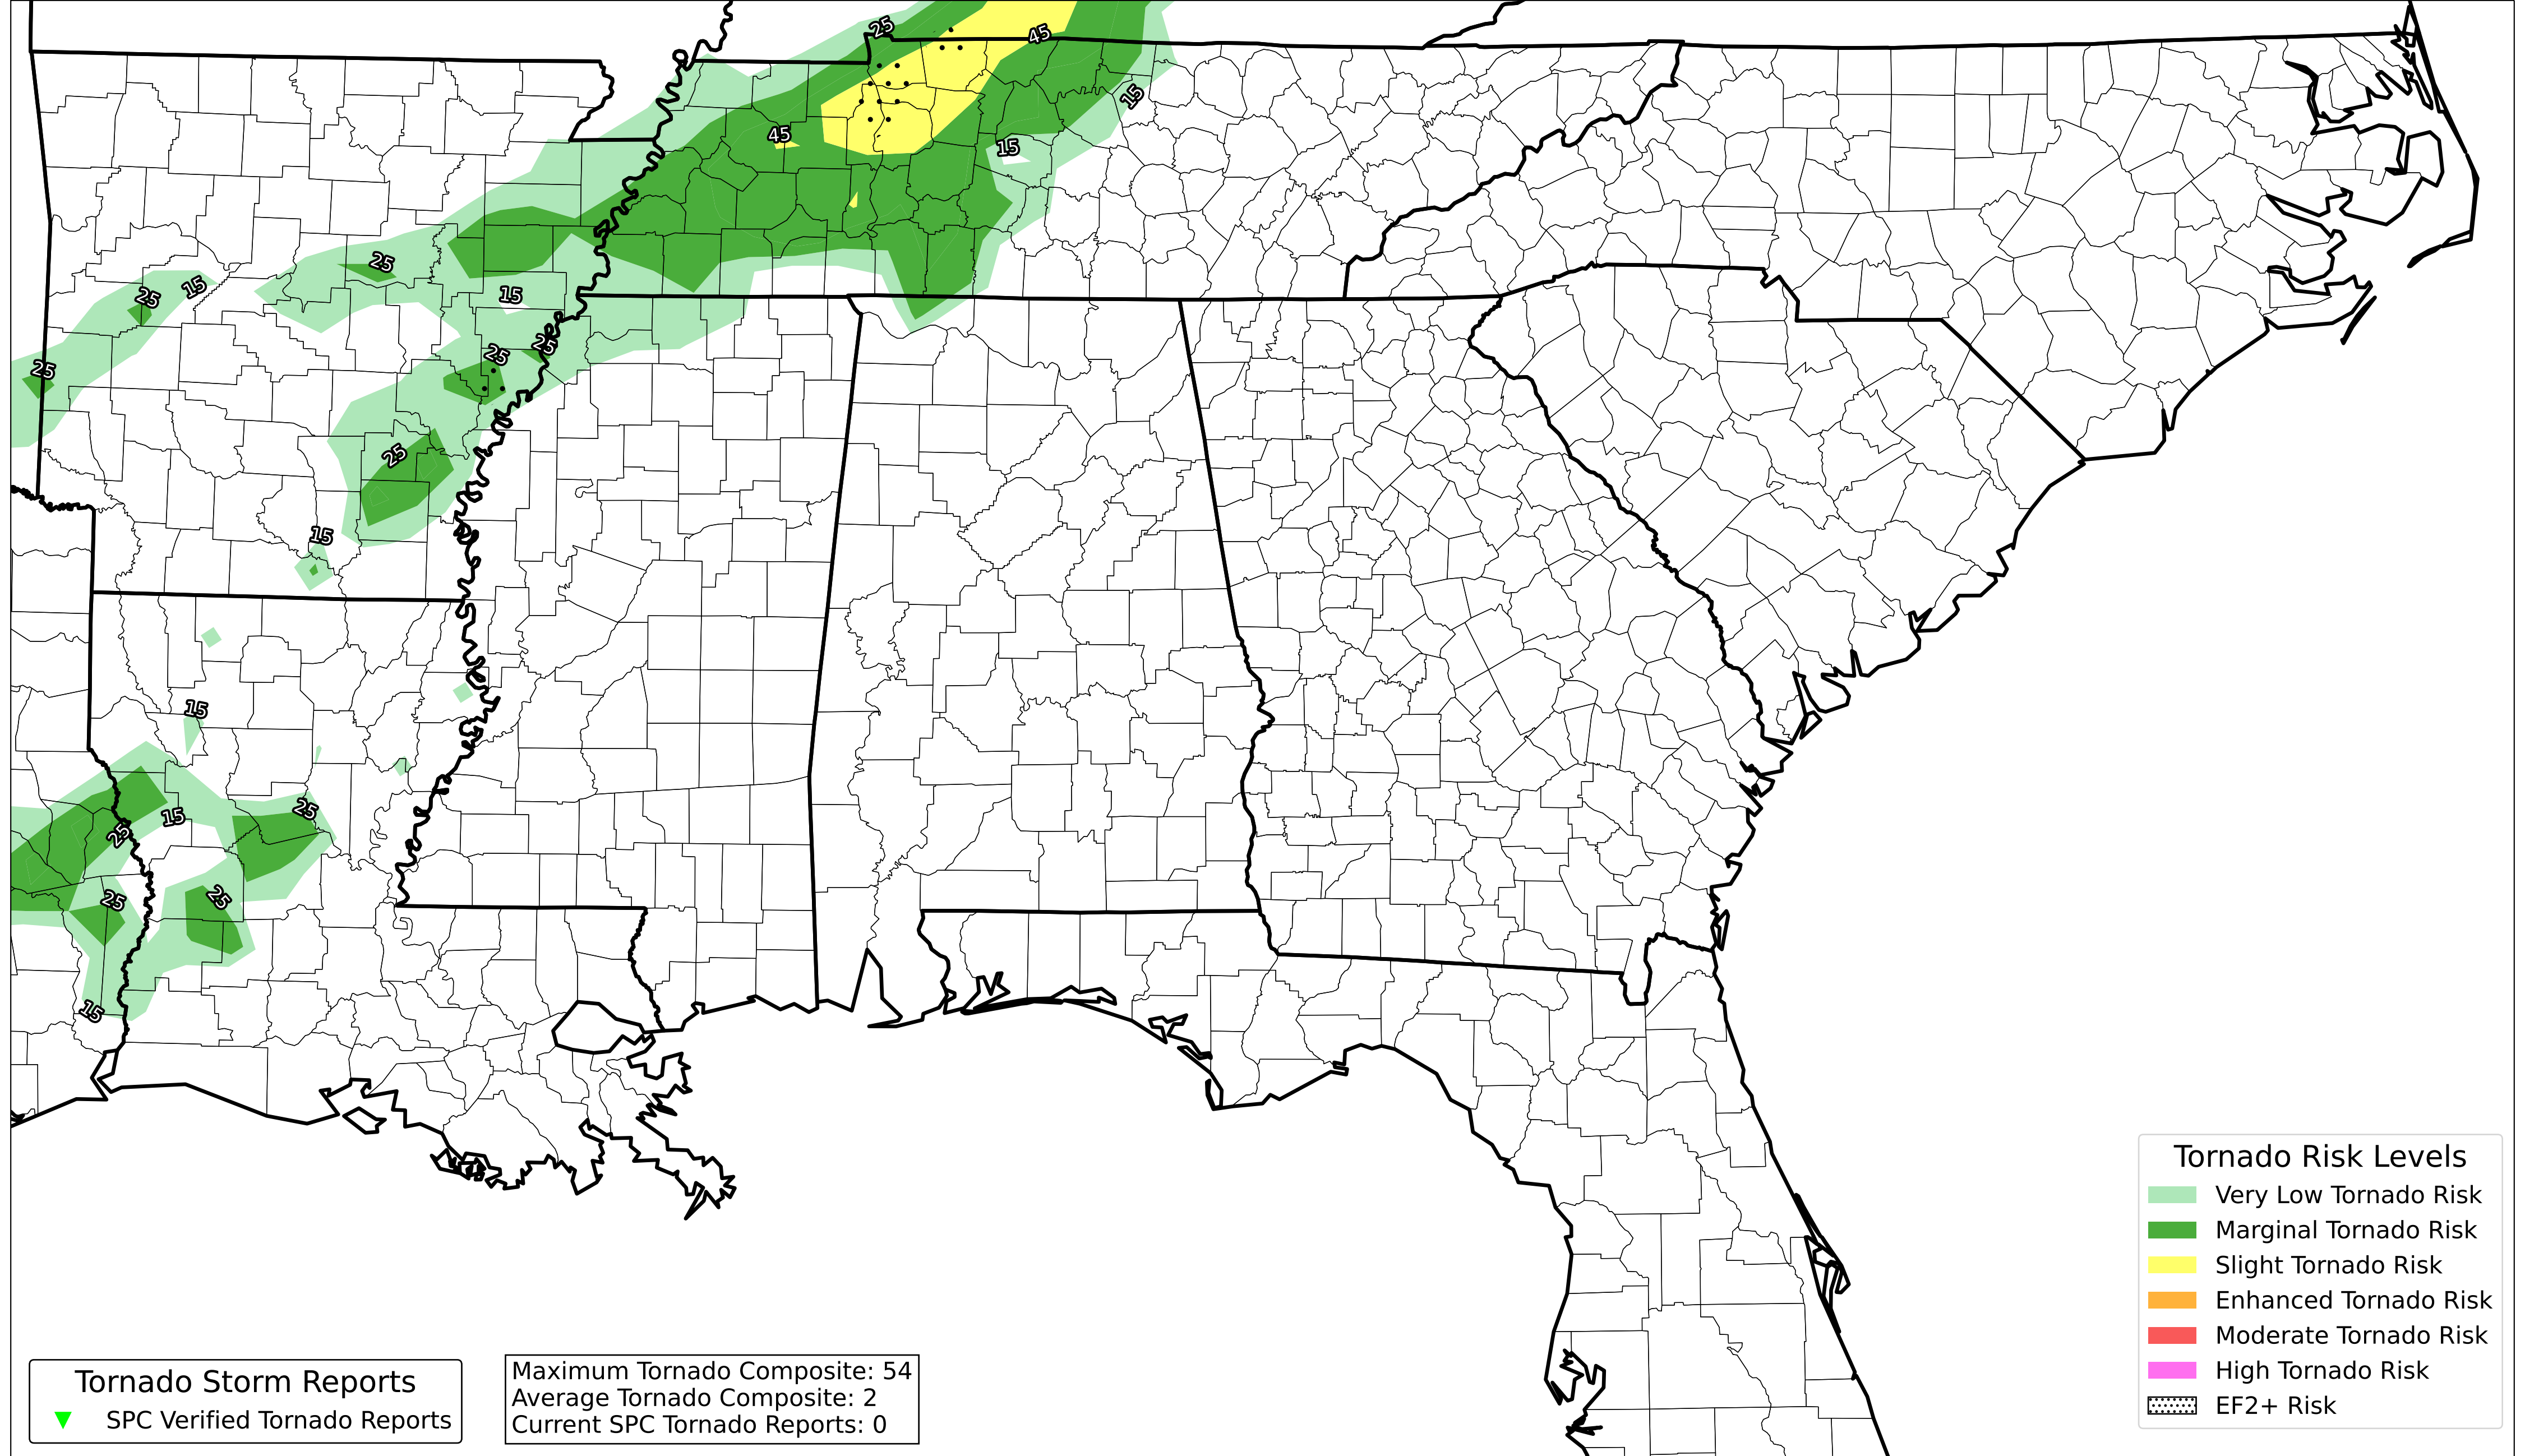 25
45
15
45
15
25
15
25
15
25
25
25
25
15
15
25
15
25
25
25
15
Tornado Risk Levels
Very Low Tornado Risk
Marginal Tornado Risk
Slight Tornado Risk
Enhanced Tornado Risk
Moderate Tornado Risk
High Tornado Risk
EF2+ Risk
Tornado Storm Reports
SPC Verified Tornado Reports
Maximum Tornado Composite: 54
Average Tornado Composite: 2
Current SPC Tornado Reports: 0